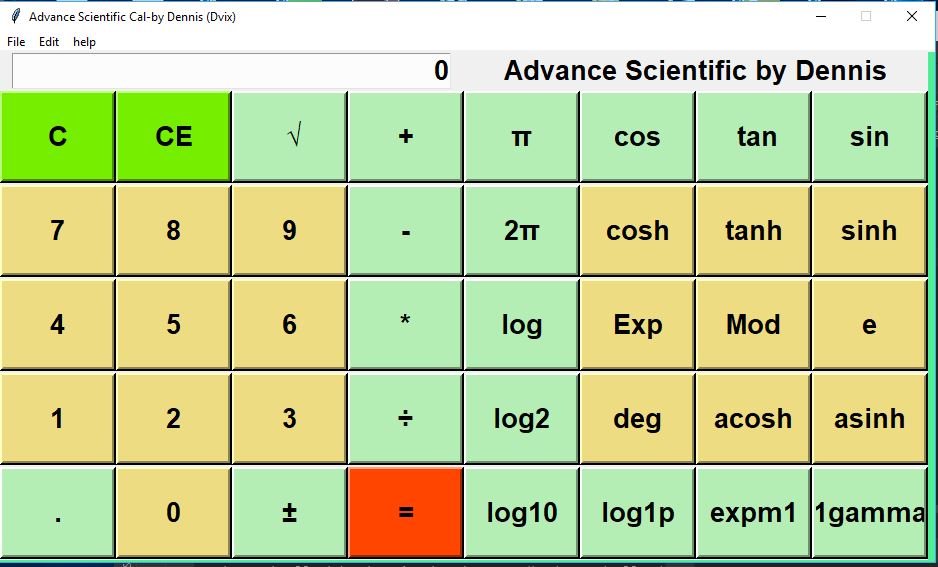 Advance Scientific Cal-by Dennis (Dvix)
File Edit help
0 Advance Scientific by Dennis
C CE √ + π cos tan sin
7 8 9 - 2π cosh tanh sinh
4 5 6 * log Exp Mod e
1 2 3 ÷ log2 deg acosh asinh
. 0 ± = log10 log1p expm1 1gamma